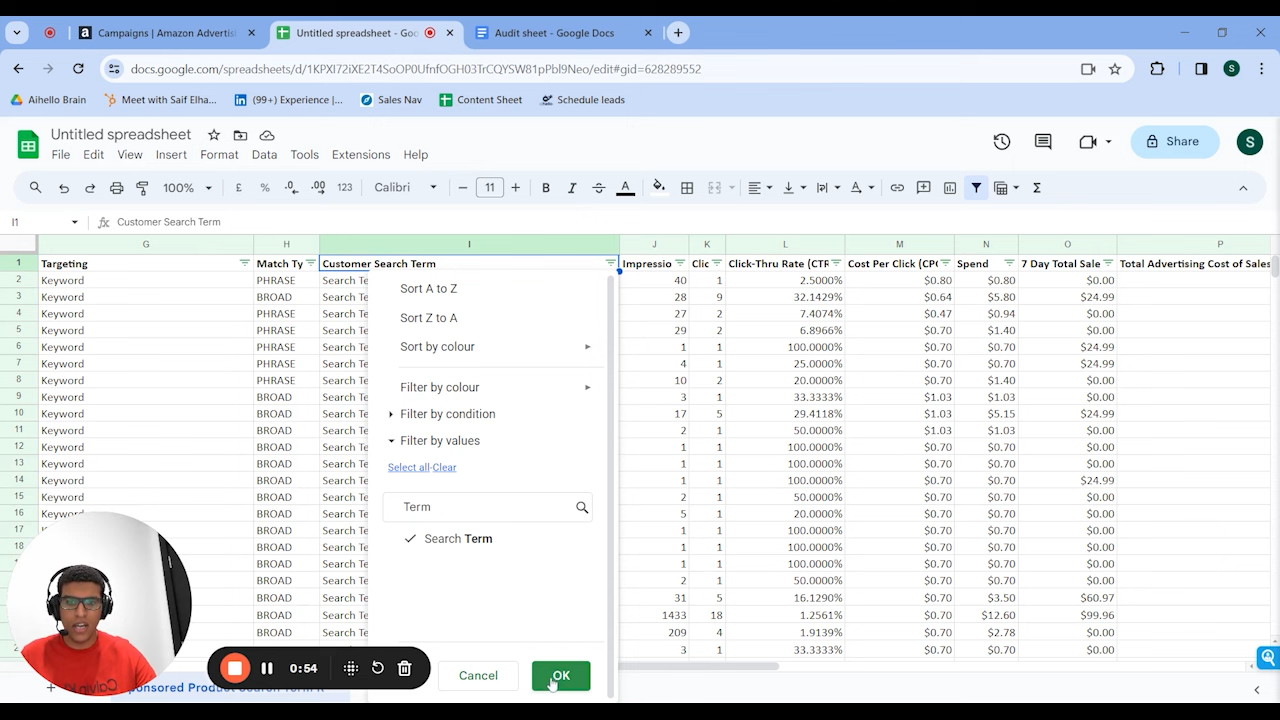 Campaigns | Amazon Adverti
Untitled spreadsheet - Goo
Audit sheet - Google Docs
docs.google.com/spreadsheets/d/1KPXI72iXE2T4SoOP0UfnfOGH03TrCQYSW81pPbl9Neo/edit#gid=628289552
S
Aihello Brain
Meet with Saif Elha...
(99+) Experience |...
Sales Nav
Content Sheet
Schedule leads
Untitled spreadsheet
Share
S
File Edit View Insert Format Data Tools Extensions Help
100% £ % .0 .00 123 Calibri 11 B I S A Σ
I1 fx Customer Search Term
G H I J K L M N O P
1 Targeting Match Ty Customer Search Term Impressio Clic Click-Thru Rate (CTR Cost Per Click (CPC Spend 7 Day Total Sale Total Advertising Cost of Sales
2 Keyword PHRASE Search Te 40 1 2.5000% $0.80 $0.80 $0.00
3 Keyword BROAD Search Te 28 9 32.1429% $0.64 $5.80 $24.99
4 Keyword PHRASE Search Te 27 2 7.4074% $0.47 $0.94 $0.00
5 Keyword PHRASE Search Te 29 2 6.8966% $0.70 $1.40 $0.00
6 Keyword PHRASE Search Te 1 1 100.0000% $0.70 $0.70 $24.99
7 Keyword PHRASE Search Te 4 1 25.0000% $0.70 $0.70 $24.99
8 Keyword PHRASE Search Te 10 2 20.0000% $0.70 $1.40 $0.00
9 Keyword BROAD Search Te 3 1 33.3333% $1.03 $1.03 $0.00
10 Keyword BROAD Search Te 17 5 29.4118% $1.03 $5.15 $24.99
11 Keyword BROAD Search Te 2 1 50.0000% $1.03 $1.03 $0.00
12 Keyword BROAD Search Te 1 1 100.0000% $0.70 $0.70 $0.00
13 Keyword BROAD Search Te 1 1 100.0000% $0.70 $0.70 $0.00
14 Keyword BROAD Search Te 1 1 100.0000% $0.70 $0.70 $24.99
15 Keyword BROAD Search Te 2 1 50.0000% $0.70 $0.70 $0.00
16 Keyword BROAD Search Te 5 1 20.0000% $0.70 $0.70 $0.00
17 Keyword BROAD Search Te 1 1 100.0000% $0.70 $0.70 $0.00
18 BROAD Search Te 1 1 100.0000% $0.70 $0.70 $0.00
BROAD Search Te 1 1 100.0000% $0.70 $0.70 $0.00
BROAD Search Te 2 1 50.0000% $0.70 $0.70 $0.00
BROAD Search Te 31 5 16.1290% $0.70 $3.50 $60.97
BROAD Search Te 1433 18 1.2561% $0.70 $12.60 $99.96
BROAD Search Te 209 4 1.9139% $0.70 $2.78 $0.00
3 1 33.3333% $0.70 $0.70 $0.00
Sort A to Z
Sort Z to A
Sort by colour
Filter by colour
Filter by condition
Filter by values
Select all-Clear
Term
Search Term
Cancel
OK
0:54
ponsored Product Search Term R